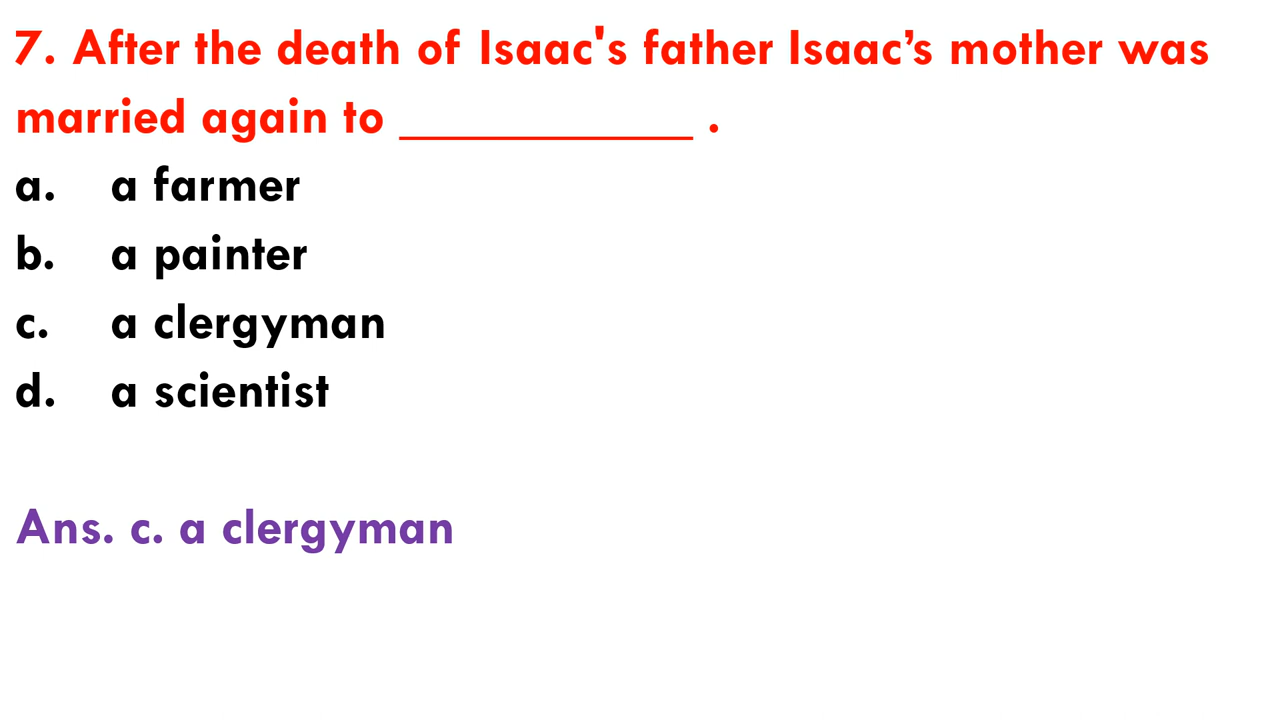 7. After the death of Isaac's father Isaac’s mother was
married again to ____________ .
a. a farmer
b. a painter
c. a clergyman
d. a scientist
Ans. c. a clergyman